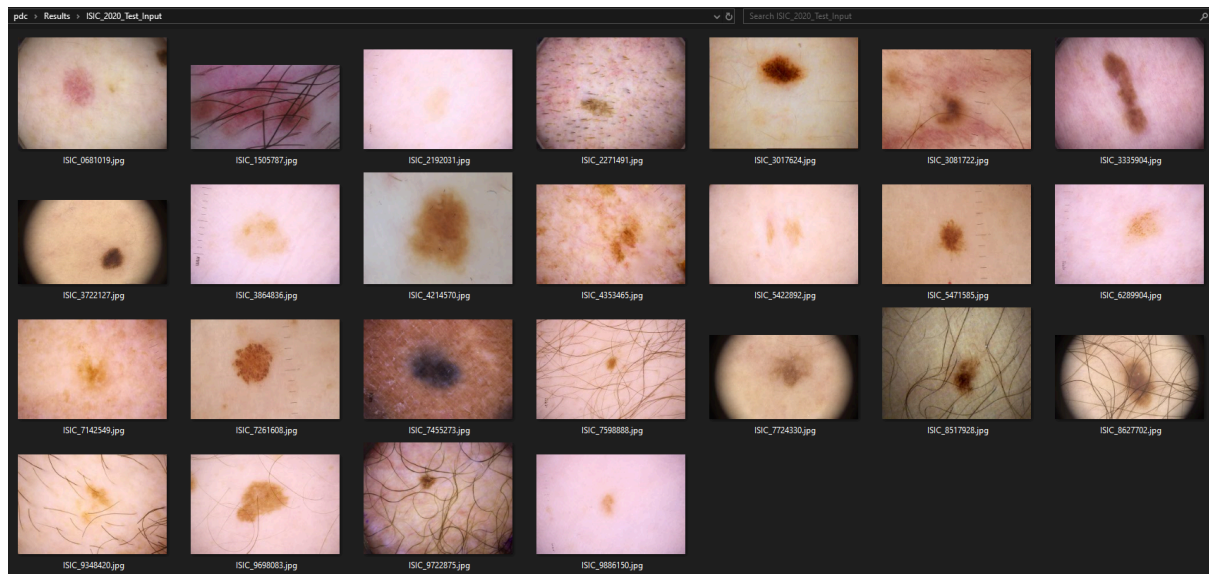 pdc > Results > ISIC_2020_Test_Input Search ISIC_2020_Test_Input
ISIC_0681019.jpg ISIC_1505787.jpg ISIC_2192031.jpg ISIC_2271491.jpg ISIC_3017624.jpg ISIC_3081722.jpg ISIC_3335904.jpg
ISIC_3722127.jpg ISIC_3864836.jpg ISIC_4214570.jpg ISIC_4353465.jpg ISIC_5422892.jpg ISIC_5471585.jpg ISIC_6289904.jpg
ISIC_7142549.jpg ISIC_7261608.jpg ISIC_7455273.jpg ISIC_7598888.jpg ISIC_7724330.jpg ISIC_8517928.jpg ISIC_8627702.jpg
ISIC_9348420.jpg ISIC_9698083.jpg ISIC_9722875.jpg ISIC_9886150.jpg